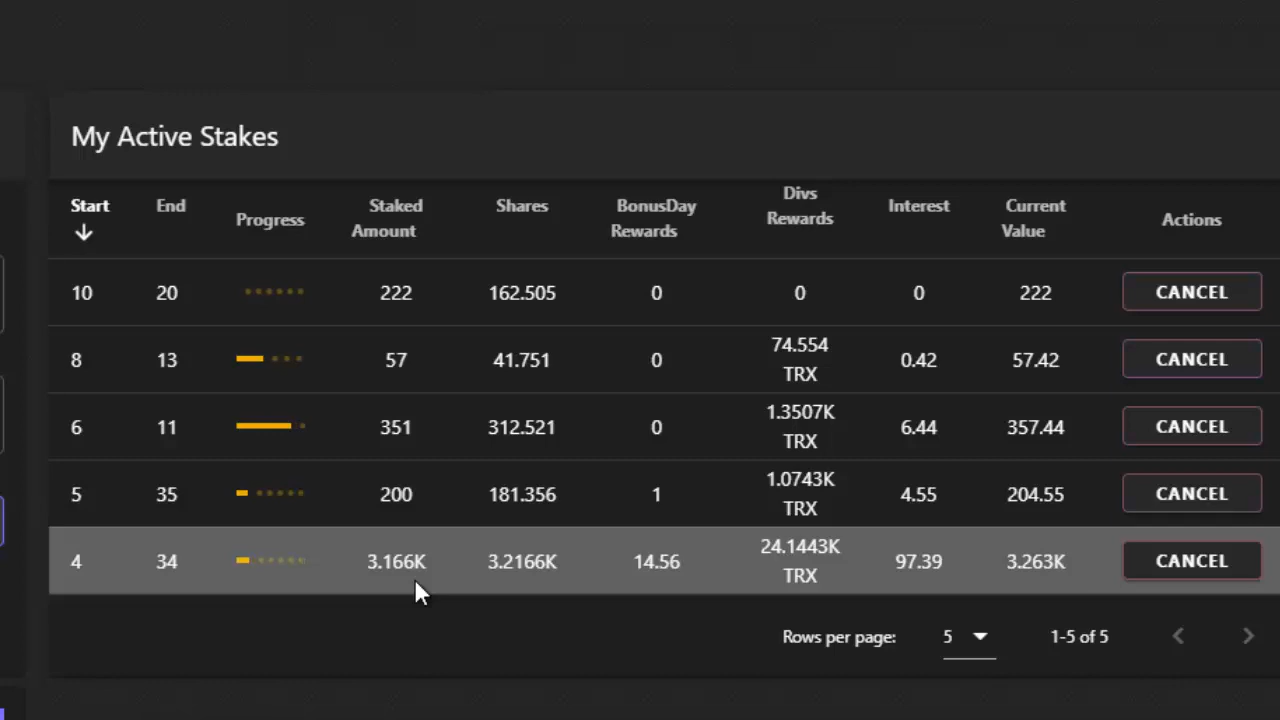 My Active Stakes
Start End Progress Staked Amount Shares BonusDay Rewards Divs Rewards Interest Current Value Actions
10 20 222 162.505 0 0 0 222 CANCEL
8 13 57 41.751 0 74.554 TRX 0.42 57.42 CANCEL
6 11 351 312.521 0 1.3507K TRX 6.44 357.44 CANCEL
5 35 200 181.356 1 1.0743K TRX 4.55 204.55 CANCEL
4 34 3.166K 3.2166K 14.56 24.1443K TRX 97.39 3.263K CANCEL
Rows per page: 5 1-5 of 5